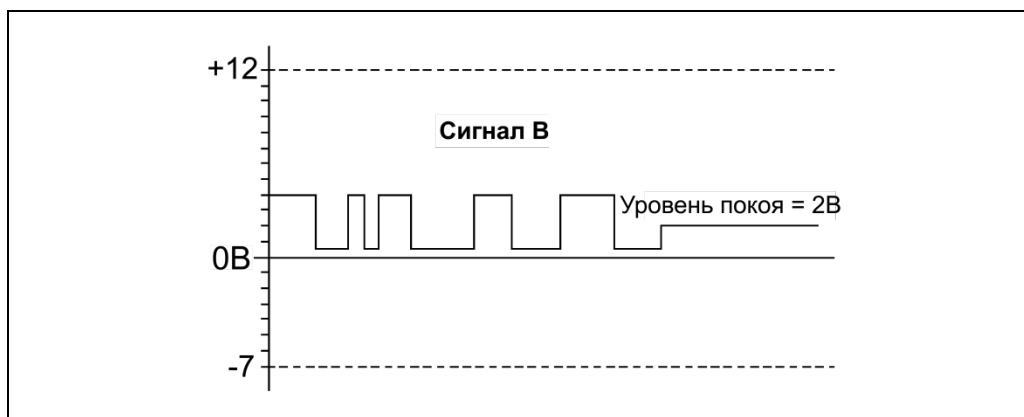 +12
Сигнал В
Уровень покоя = 2В
0В
-7